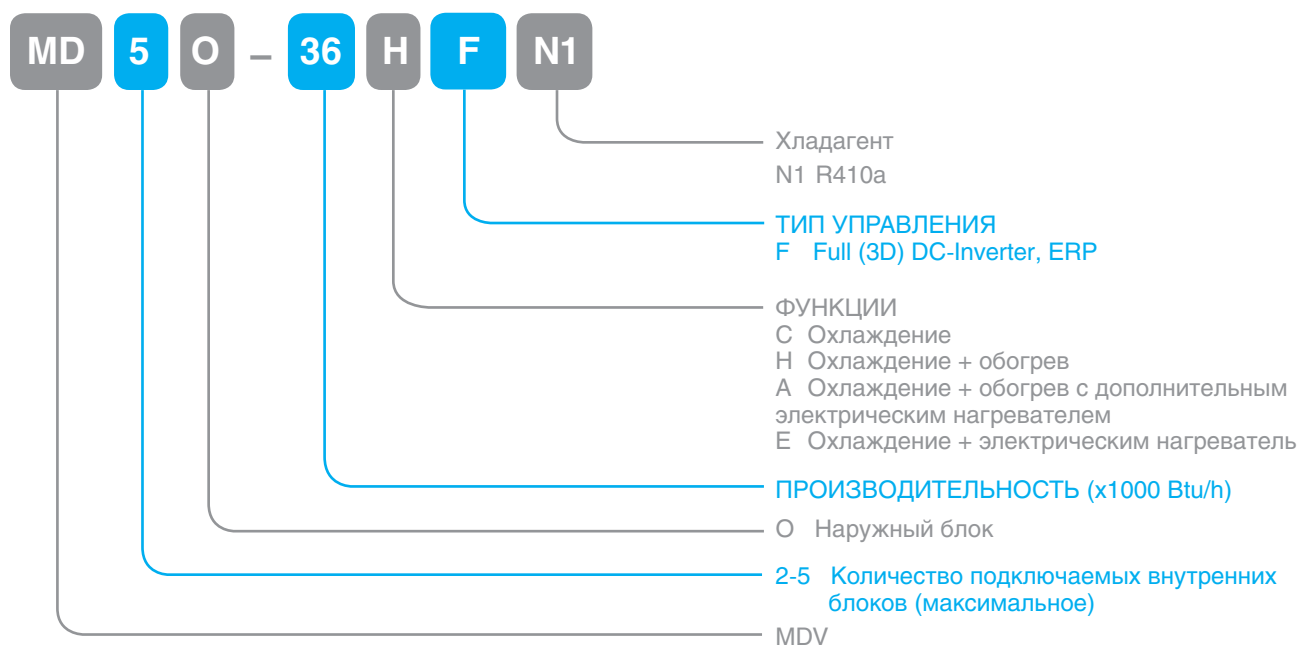 MD 5 O – 36 H F N1
Хладагент
N1 R410a
ТИП УПРАВЛЕНИЯ
F Full (3D) DC-Inverter, ERP
ФУНКЦИИ
C Охлаждение
H Охлаждение + обогрев
A Охлаждение + обогрев с дополнительным
электрическим нагревателем
E Охлаждение + электрическим нагреватель
ПРОИЗВОДИТЕЛЬНОСТЬ (x1000 Btu/h)
O Наружный блок
2-5 Количество подключаемых внутренних
блоков (максимальное)
MDV